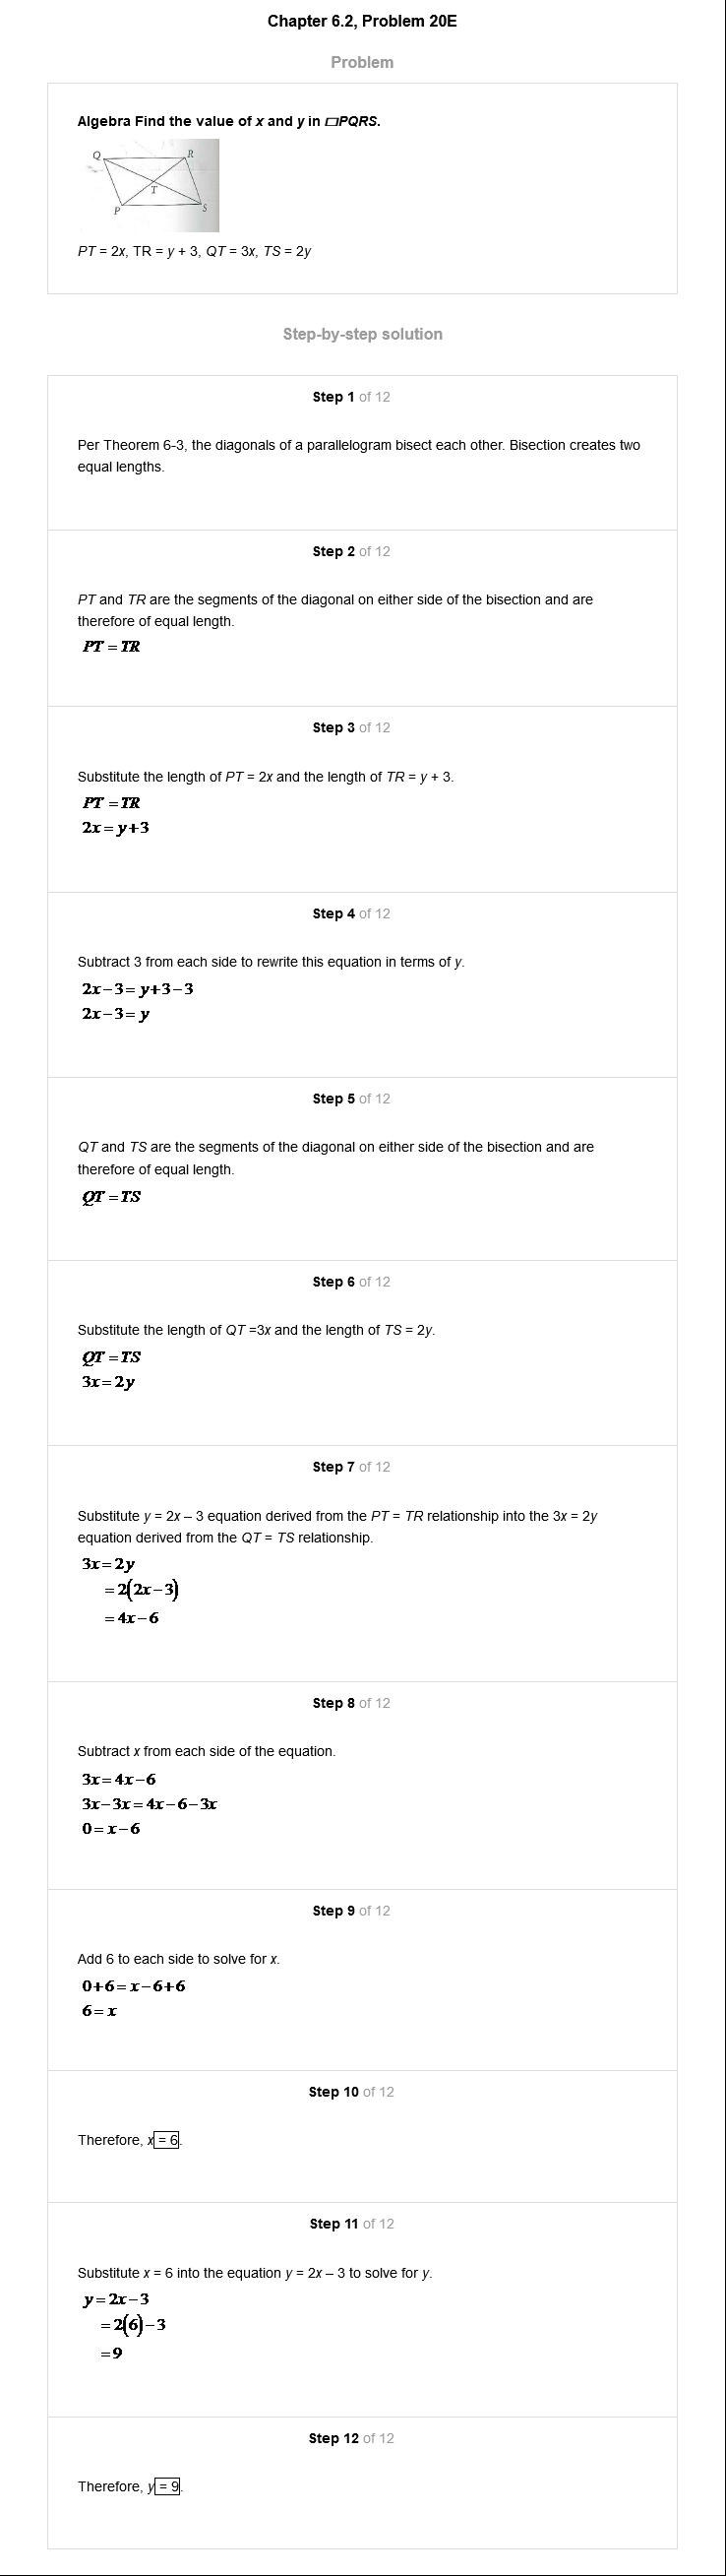 Chapter 6.2, Problem 20E
Problem
Algebra Find the value of x and y in ▱PQRS.
Q
R
T
P
S
PT = 2x, TR = y + 3, QT = 3x, TS = 2y
Step-by-step solution
Step 1 of 12
Per Theorem 6-3, the diagonals of a parallelogram bisect each other. Bisection creates two
equal lengths.
Step 2 of 12
PT and TR are the segments of the diagonal on either side of the bisection and are
therefore of equal length.
PT = TR
Step 3 of 12
Substitute the length of PT = 2x and the length of TR = y + 3.
PT = TR
2x = y+3
Step 4 of 12
Subtract 3 from each side to rewrite this equation in terms of y.
2x−3 = y+3−3
2x−3 = y
Step 5 of 12
QT and TS are the segments of the diagonal on either side of the bisection and are
therefore of equal length.
QT = TS
Step 6 of 12
Substitute the length of QT =3x and the length of TS = 2y.
QT = TS
3x = 2y
Step 7 of 12
Substitute y = 2x – 3 equation derived from the PT = TR relationship into the 3x = 2y
equation derived from the QT = TS relationship.
3x = 2y
= 2(2x−3)
= 4x−6
Step 8 of 12
Subtract x from each side of the equation.
3x = 4x−6
3x−3x = 4x−6−3x
0 = x−6
Step 9 of 12
Add 6 to each side to solve for x.
0+6 = x−6+6
6 = x
Step 10 of 12
Therefore, x = 6.
Step 11 of 12
Substitute x = 6 into the equation y = 2x – 3 to solve for y.
y = 2x−3
= 2(6)−3
= 9
Step 12 of 12
Therefore, y = 9.